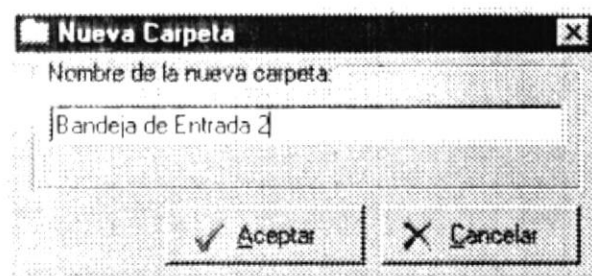 Nueva Carpeta
Nombre de la nueva carpeta:
Bandeja de Entrada 2
Aceptar Cancelar